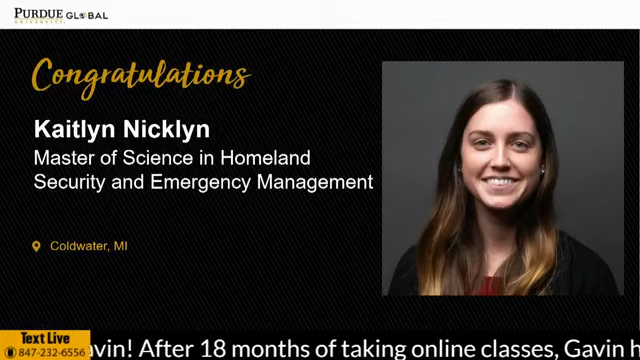 PURDUE GLOBAL
UNIVERSITY
Congratulations
Kaitlyn Nicklyn
Master of Science in Homeland
Security and Emergency Management
Coldwater, MI
Text Live
847-232-6556
avin! After 18 months of taking online classes, Gavin h